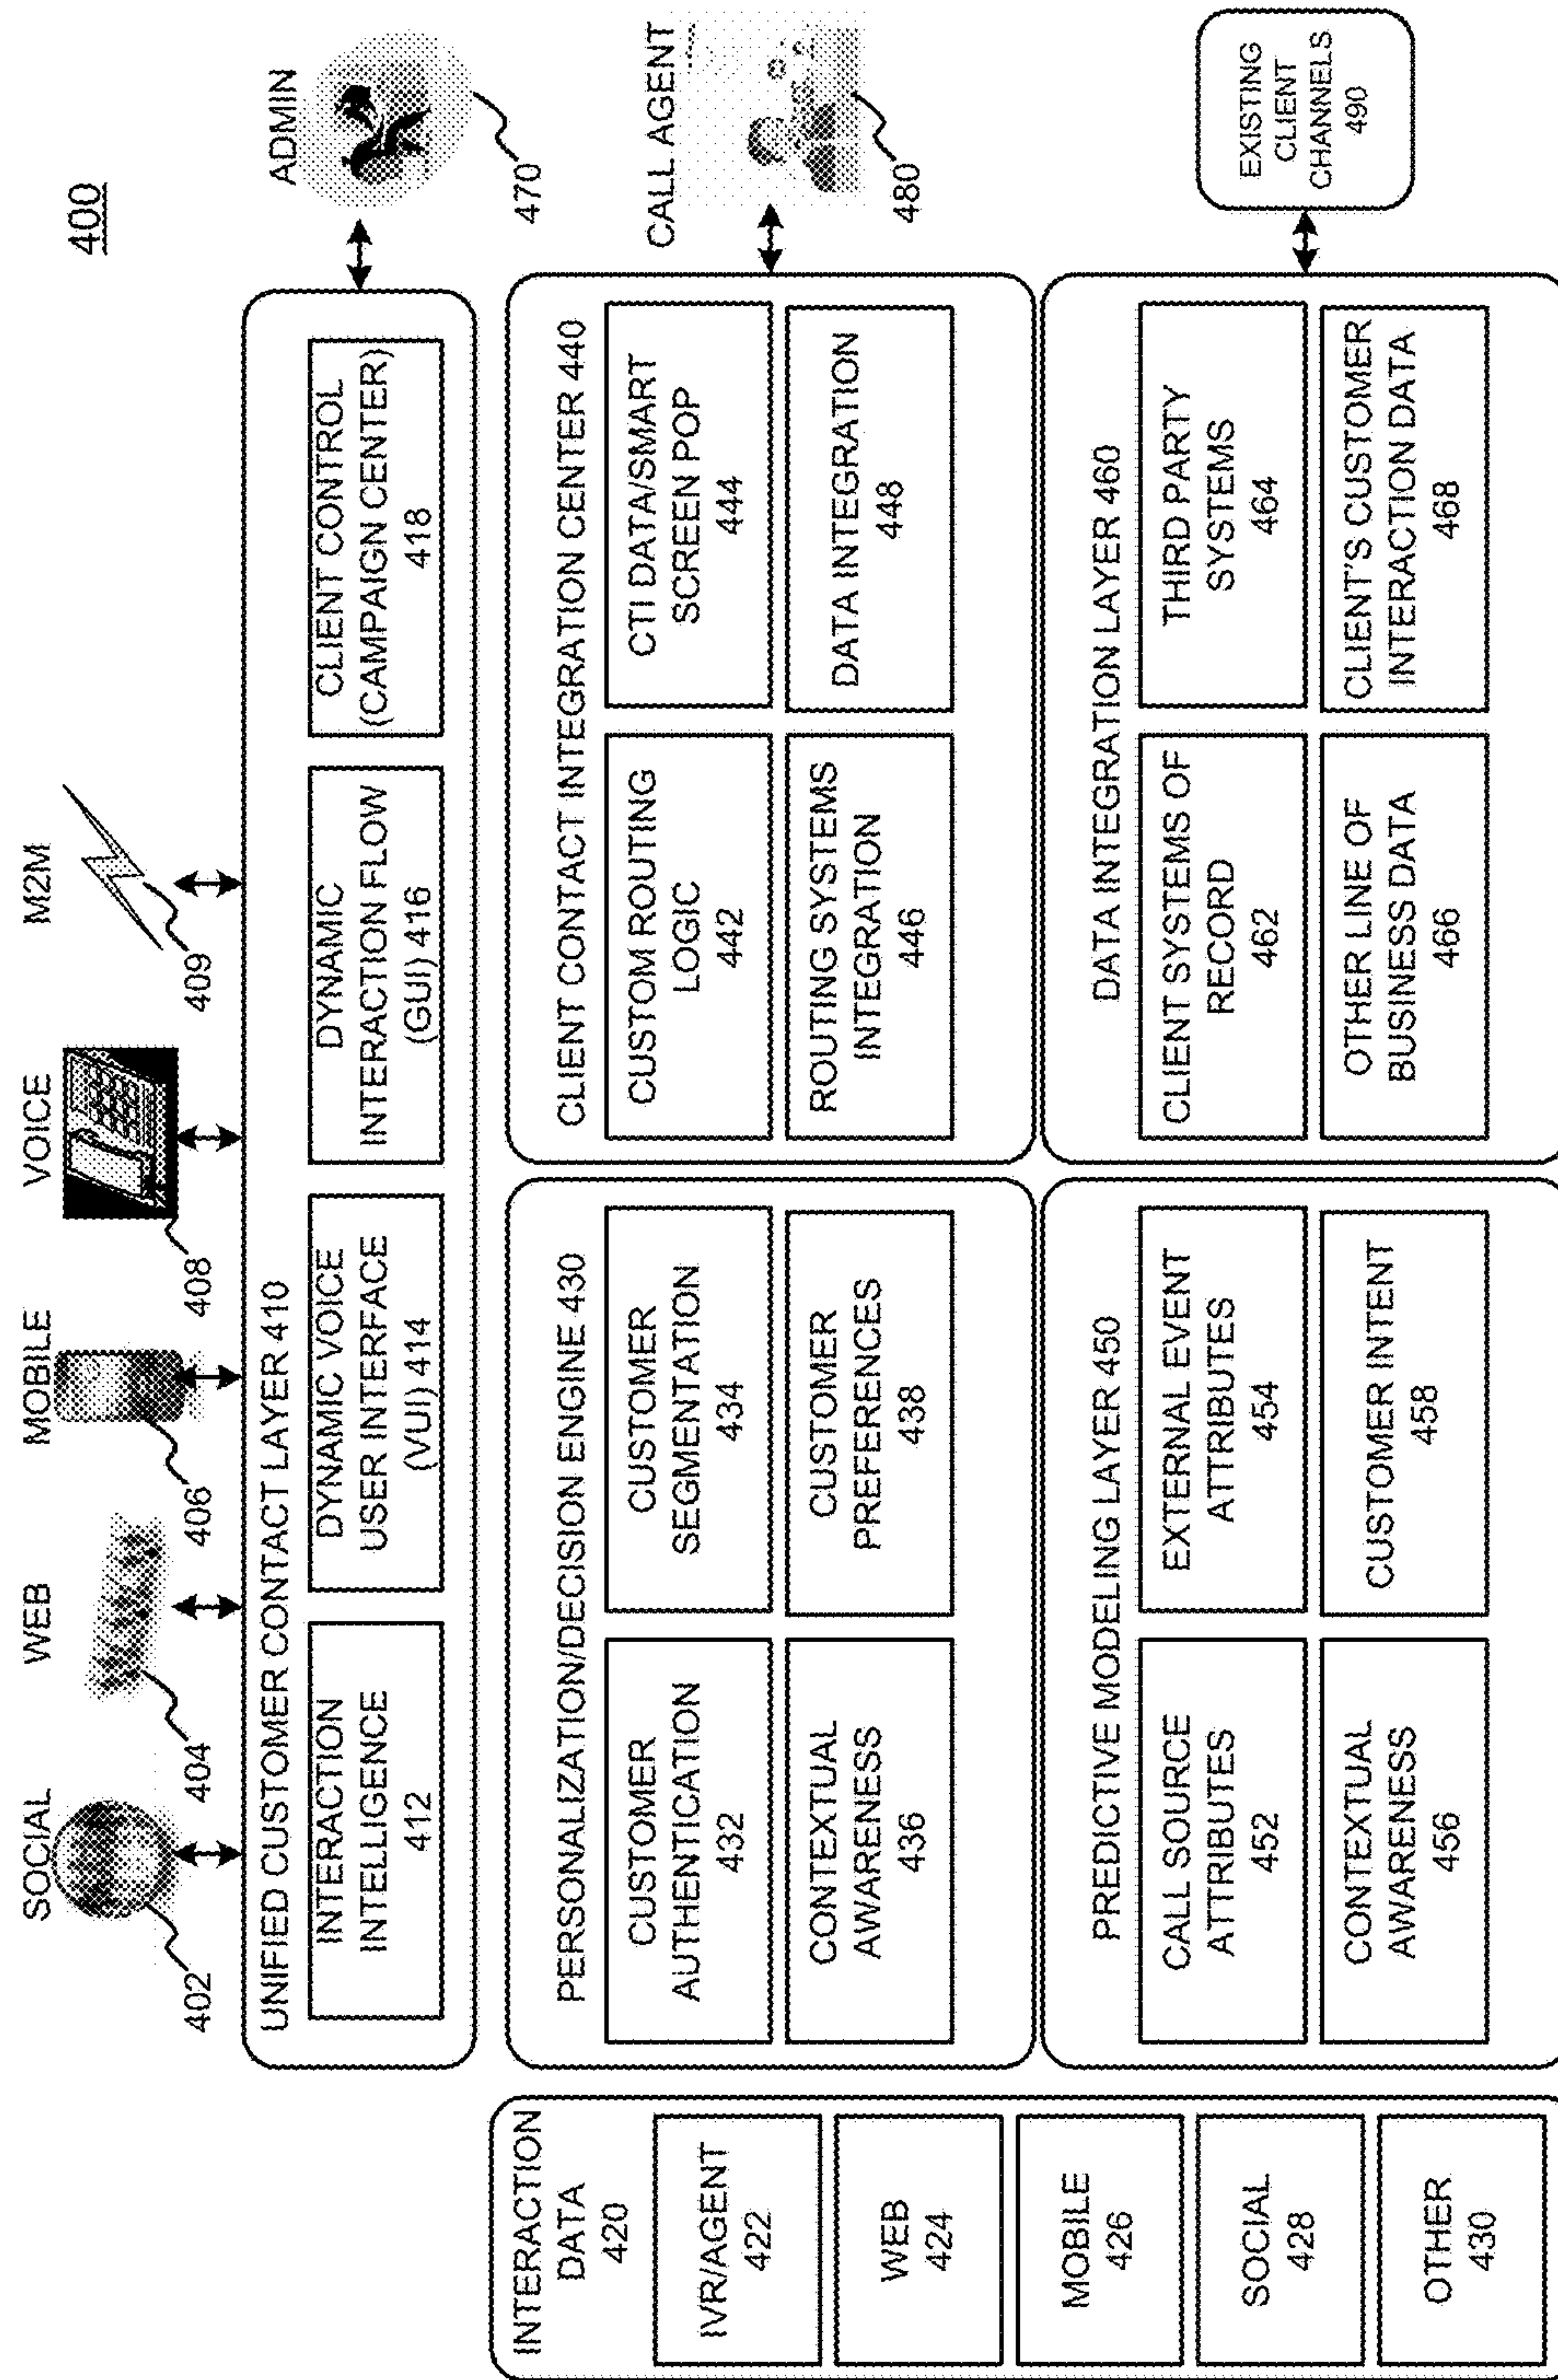 400
SOCIAL
WEB
MOBILE
VOICE
M2M
402
404
406
408
409
ADMIN
470
UNIFIED CUSTOMER CONTACT LAYER 410
INTERACTION
INTELLIGENCE
412
DYNAMIC VOICE
USER INTERFACE
(VUI) 414
DYNAMIC
INTERACTION FLOW
(GUI) 416
CLIENT CONTROL
(CAMPAIGN CENTER)
418
INTERACTION
DATA
420
IVR/AGENT
422
WEB
424
MOBILE
426
SOCIAL
428
OTHER
430
PERSONALIZATION/DECISION ENGINE 430
CUSTOMER
AUTHENTICATION
432
CUSTOMER
SEGMENTATION
434
CONTEXTUAL
AWARENESS
436
CUSTOMER
PREFERENCES
438
CLIENT CONTACT INTEGRATION CENTER 440
CUSTOM ROUTING
LOGIC
442
CTI DATA/SMART
SCREEN POP
444
ROUTING SYSTEMS
INTEGRATION
446
DATA INTEGRATION
448
CALL AGENT
480
PREDICTIVE MODELING LAYER 450
CALL SOURCE
ATTRIBUTES
452
EXTERNAL EVENT
ATTRIBUTES
454
CONTEXTUAL
AWARENESS
456
CUSTOMER INTENT
458
DATA INTEGRATION LAYER 460
CLIENT SYSTEMS OF
RECORD
462
THIRD PARTY
SYSTEMS
464
OTHER LINE OF
BUSINESS DATA
466
CLIENT'S CUSTOMER
INTERACTION DATA
468
EXISTING
CLIENT
CHANNELS
490